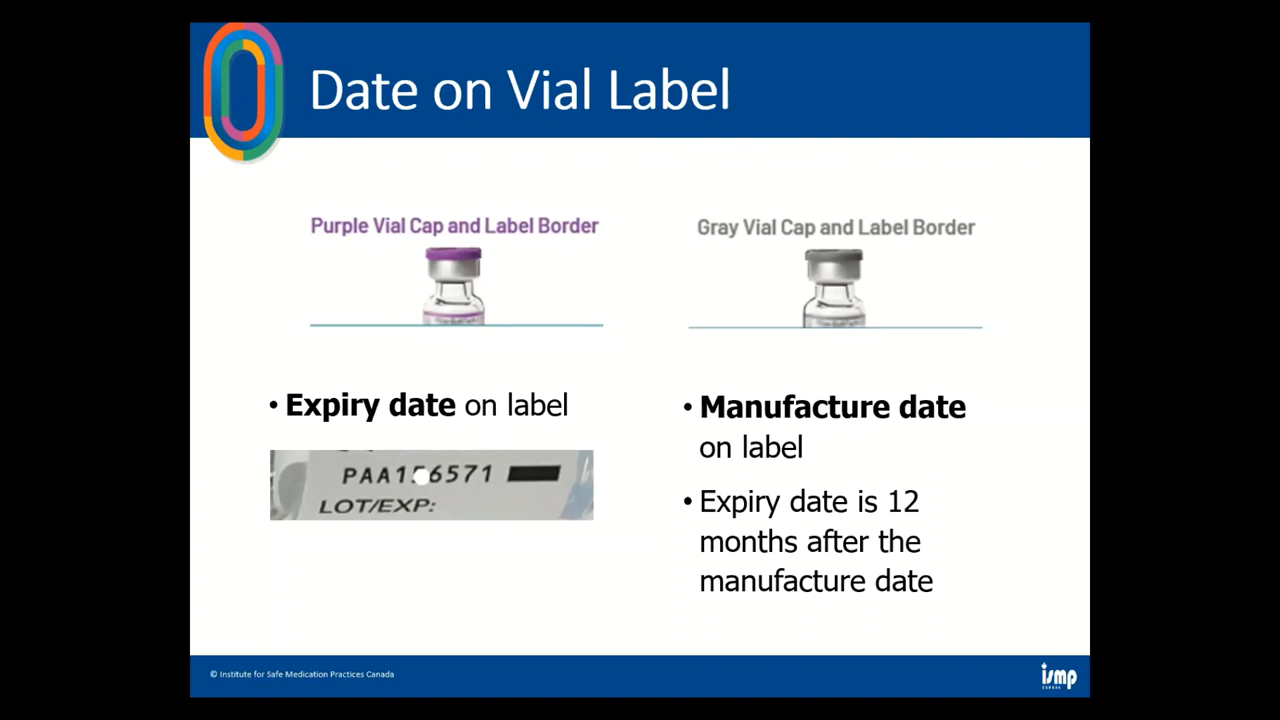 Date on Vial Label
Purple Vial Cap and Label Border
• Expiry date on label
LOT/EXP:
Gray Vial Cap and Label Border
• Manufacture date
on label
• Expiry date is 12
months after the
manufacture date
© Institute for Safe Medication Practices Canada
ismp
CANADA